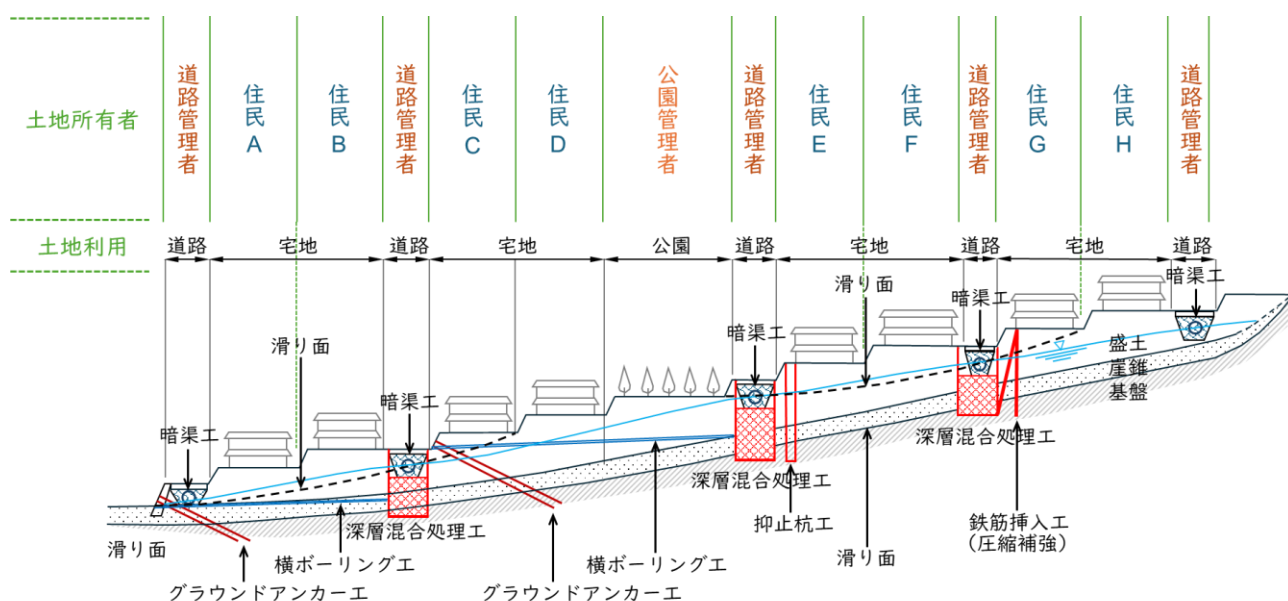 土地所有者
道路管理者
住民A
住民B
道路管理者
住民C
住民D
公園管理者
道路管理者
住民E
住民F
道路管理者
住民G
住民H
道路管理者
土地利用
道路
宅地
道路
宅地
公園
道路
宅地
道路
宅地
道路
暗渠工
滑り面
暗渠工
暗渠工
滑り面
暗渠工
暗渠工
盛土
崖錐
基盤
滑り面
グラウンドアンカー工
横ボーリング工
深層混合処理工
グラウンドアンカー工
横ボーリング工
深層混合処理工
抑止杭工
滑り面
深層混合処理工
鉄筋挿入工
(圧縮補強)